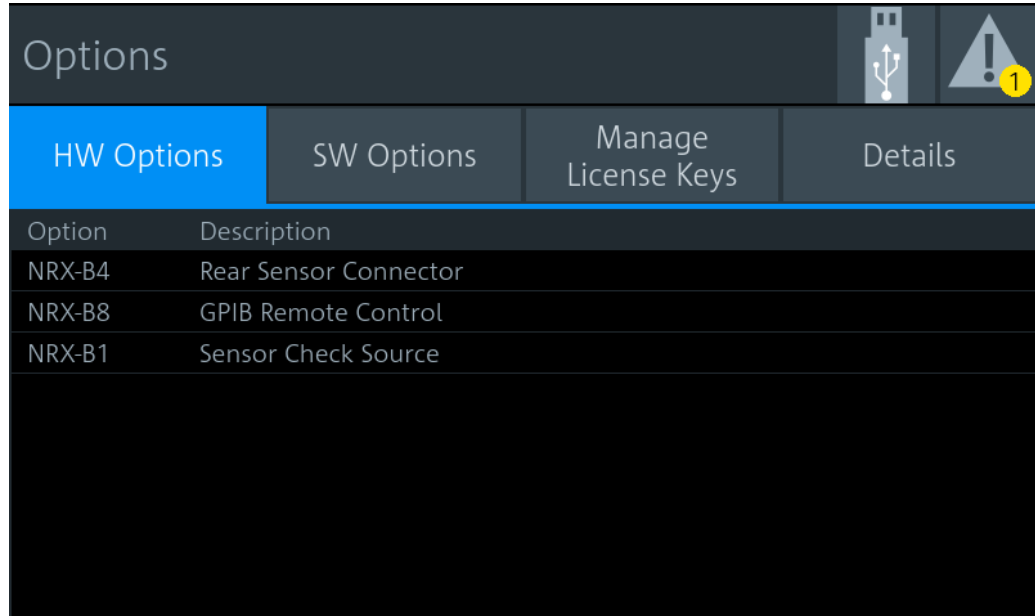 Options
1
HW Options
SW Options
Manage
License Keys
Details
Option Description
NRX-B4 Rear Sensor Connector
NRX-B8 GPIB Remote Control
NRX-B1 Sensor Check Source